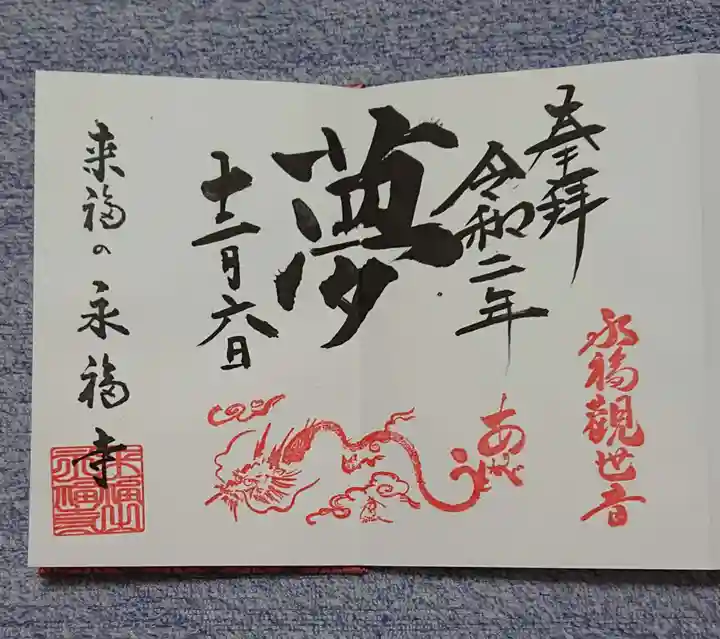 奉拝
永福観世音
令和二年
夢
十二月六日
来福の永福寺